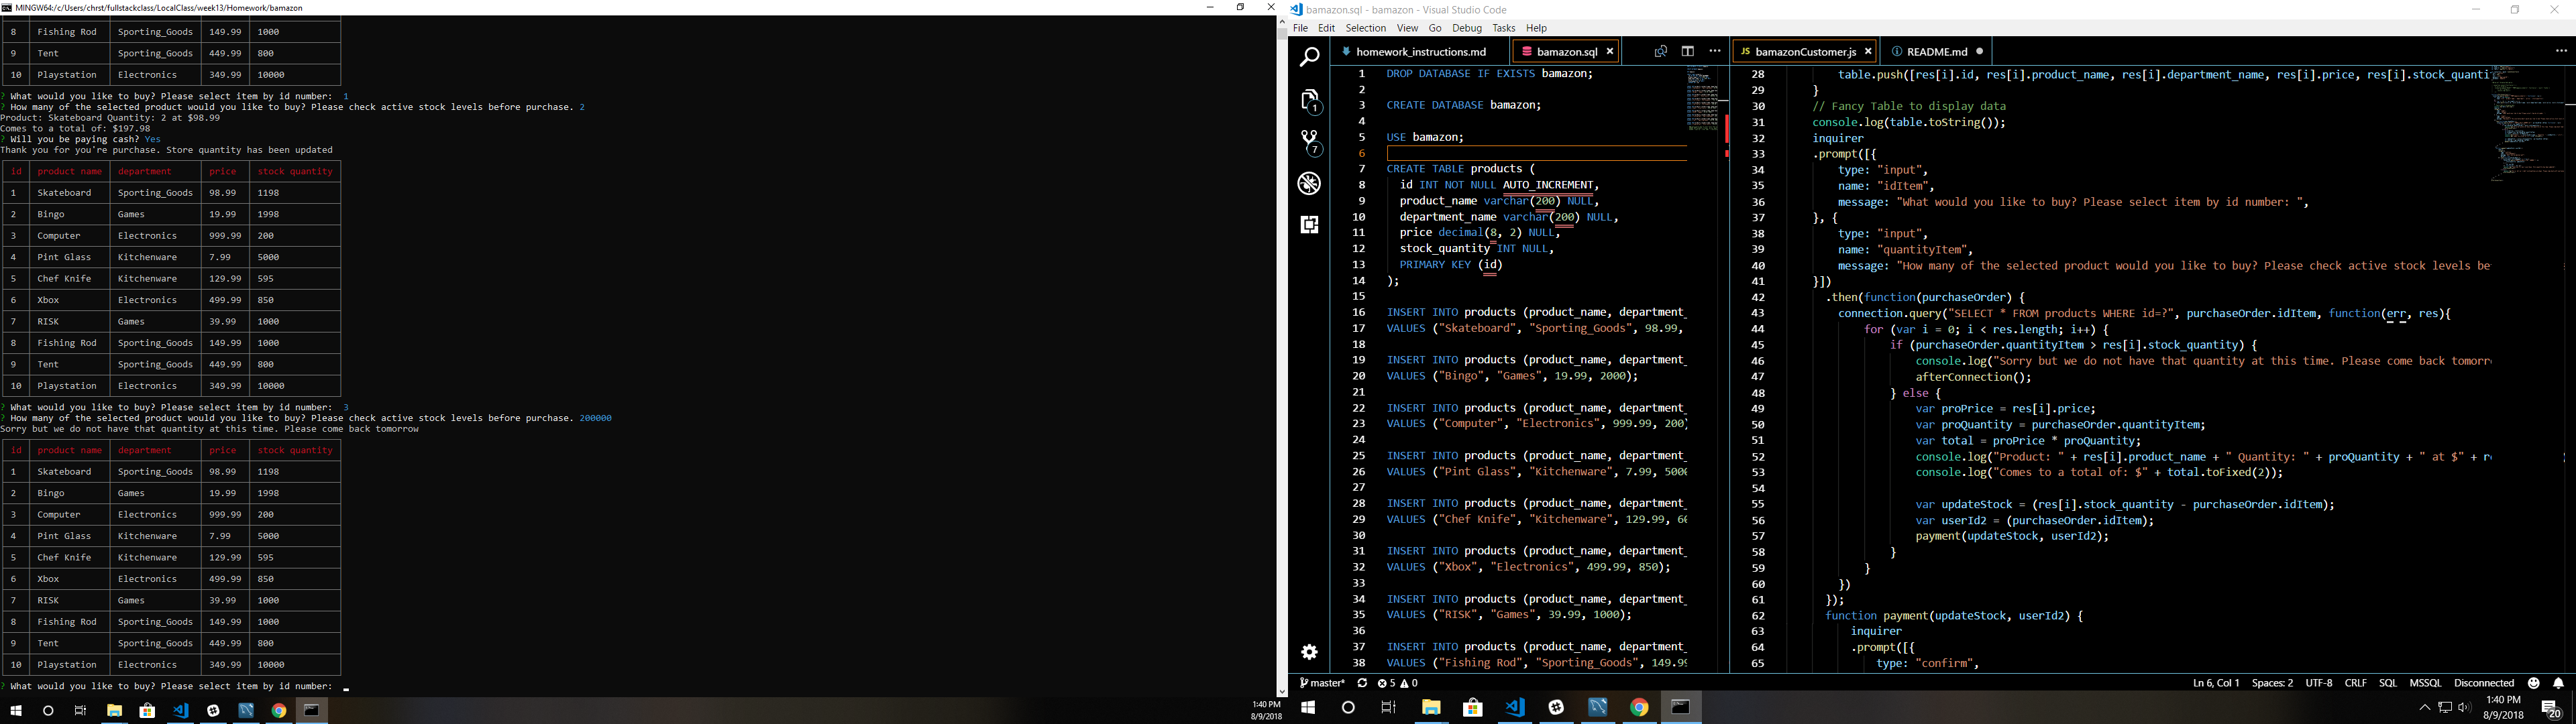 MINGW64:/c/Users/chrst/fullstackclass/LocalClass/week13/Homework/bamazon
8 Fishing Rod Sporting_Goods 149.99 1000
9 Tent Sporting_Goods 449.99 800
10 Playstation Electronics 349.99 10000
? What would you like to buy? Please select item by id number:  1
? How many of the selected product would you like to buy? Please check active stock levels before purchase. 2
Product: Skateboard Quantity: 2 at $98.99
Comes to a total of: $197.98
? Will you be paying cash? Yes
Thank you for you're purchase. Store quantity has been updated
id product name department price stock quantity
1 Skateboard Sporting_Goods 98.99 1198
2 Bingo Games 19.99 1998
3 Computer Electronics 999.99 200
4 Pint Glass Kitchenware 7.99 5000
5 Chef Knife Kitchenware 129.99 595
6 Xbox Electronics 499.99 850
7 RISK Games 39.99 1000
8 Fishing Rod Sporting_Goods 149.99 1000
9 Tent Sporting_Goods 449.99 800
10 Playstation Electronics 349.99 10000
? What would you like to buy? Please select item by id number:  3
? How many of the selected product would you like to buy? Please check active stock levels before purchase. 200000
Sorry but we do not have that quantity at this time. Please come back tomorrow
id product name department price stock quantity
1 Skateboard Sporting_Goods 98.99 1198
2 Bingo Games 19.99 1998
3 Computer Electronics 999.99 200
4 Pint Glass Kitchenware 7.99 5000
5 Chef Knife Kitchenware 129.99 595
6 Xbox Electronics 499.99 850
7 RISK Games 39.99 1000
8 Fishing Rod Sporting_Goods 149.99 1000
9 Tent Sporting_Goods 449.99 800
10 Playstation Electronics 349.99 10000
? What would you like to buy? Please select item by id number:
1:40 PM
8/9/2018
bamazon.sql - bamazon - Visual Studio Code
File Edit Selection View Go Debug Tasks Help
homework_instructions.md bamazon.sql
1
7
1 DROP DATABASE IF EXISTS bamazon;
2
3 CREATE DATABASE bamazon;
4
5 USE bamazon;
6
7 CREATE TABLE products (
8 id INT NOT NULL AUTO_INCREMENT,
9 product_name varchar(200) NULL,
10 department_name varchar(200) NULL,
11 price decimal(8, 2) NULL,
12 stock_quantity INT NULL,
13 PRIMARY KEY (id)
14 );
15
16 INSERT INTO products (product_name, department_
17 VALUES ("Skateboard", "Sporting_Goods", 98.99,
18
19 INSERT INTO products (product_name, department_
20 VALUES ("Bingo", "Games", 19.99, 2000);
21
22 INSERT INTO products (product_name, department_
23 VALUES ("Computer", "Electronics", 999.99, 200)
24
25 INSERT INTO products (product_name, department_
26 VALUES ("Pint Glass", "Kitchenware", 7.99, 5000
27
28 INSERT INTO products (product_name, department_
29 VALUES ("Chef Knife", "Kitchenware", 129.99, 60
30
31 INSERT INTO products (product_name, department_
32 VALUES ("Xbox", "Electronics", 499.99, 850);
33
34 INSERT INTO products (product_name, department_
35 VALUES ("RISK", "Games", 39.99, 1000);
36
37 INSERT INTO products (product_name, department_
38 VALUES ("Fishing Rod", "Sporting_Goods", 149.99
JS bamazonCustomer.js README.md
28 table.push([res[i].id, res[i].product_name, res[i].department_name, res[i].price, res[i].stock_quanti
29 }
30 // Fancy Table to display data
31 console.log(table.toString());
32 inquirer
33 .prompt([{
34 type: "input",
35 name: "idItem",
36 message: "What would you like to buy? Please select item by id number: ",
37 }, {
38 type: "input",
39 name: "quantityItem",
40 message: "How many of the selected product would you like to buy? Please check active stock levels be
41 }])
42 .then(function(purchaseOrder) {
43 connection.query("SELECT * FROM products WHERE id=?", purchaseOrder.idItem, function(err, res){
44 for (var i = 0; i < res.length; i++) {
45 if (purchaseOrder.quantityItem > res[i].stock_quantity) {
46 console.log("Sorry but we do not have that quantity at this time. Please come back tomorr
47 afterConnection();
48 } else {
49 var proPrice = res[i].price;
50 var proQuantity = purchaseOrder.quantityItem;
51 var total = proPrice * proQuantity;
52 console.log("Product: " + res[i].product_name + " Quantity: " + proQuantity + " at $" + r
53 console.log("Comes to a total of: $" + total.toFixed(2));
54
55 var updateStock = (res[i].stock_quantity - purchaseOrder.idItem);
56 var userId2 = (purchaseOrder.idItem);
57 payment(updateStock, userId2);
58 }
59 }
60 })
61 });
62 function payment(updateStock, userId2) {
63 inquirer
64 .prompt([{
65 type: "confirm",
master* 5 0 Ln 6, Col 1 Spaces: 2 UTF-8 CRLF SQL MSSQL Disconnected
1:40 PM
8/9/2018
20